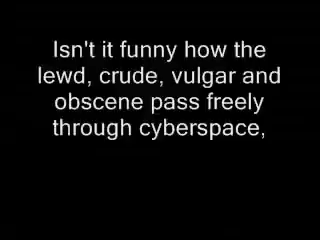 Isn't it funny how the
lewd, crude, vulgar and
obscene pass freely
through cyberspace,